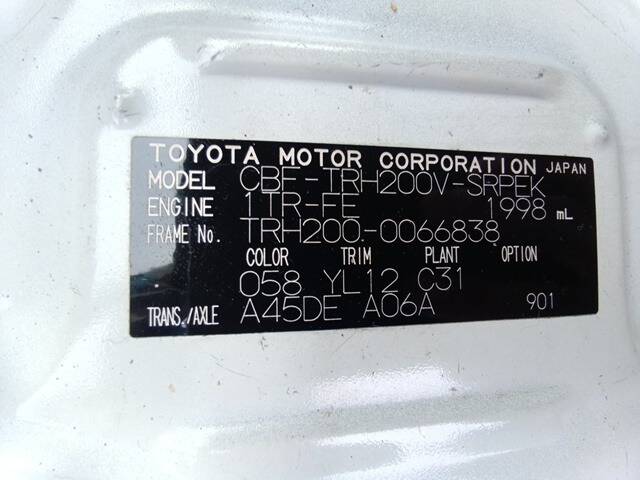 TOYOTA MOTOR CORPORATION JAPAN
MODEL CBF-TRH200V-SRPEK
ENGINE 1TR-FE 1998 mL
FRAME No. TRH200-0066838
COLOR TRIM PLANT OPTION
058 YL12 C31
TRANS./AXLE A45DE A06A 901